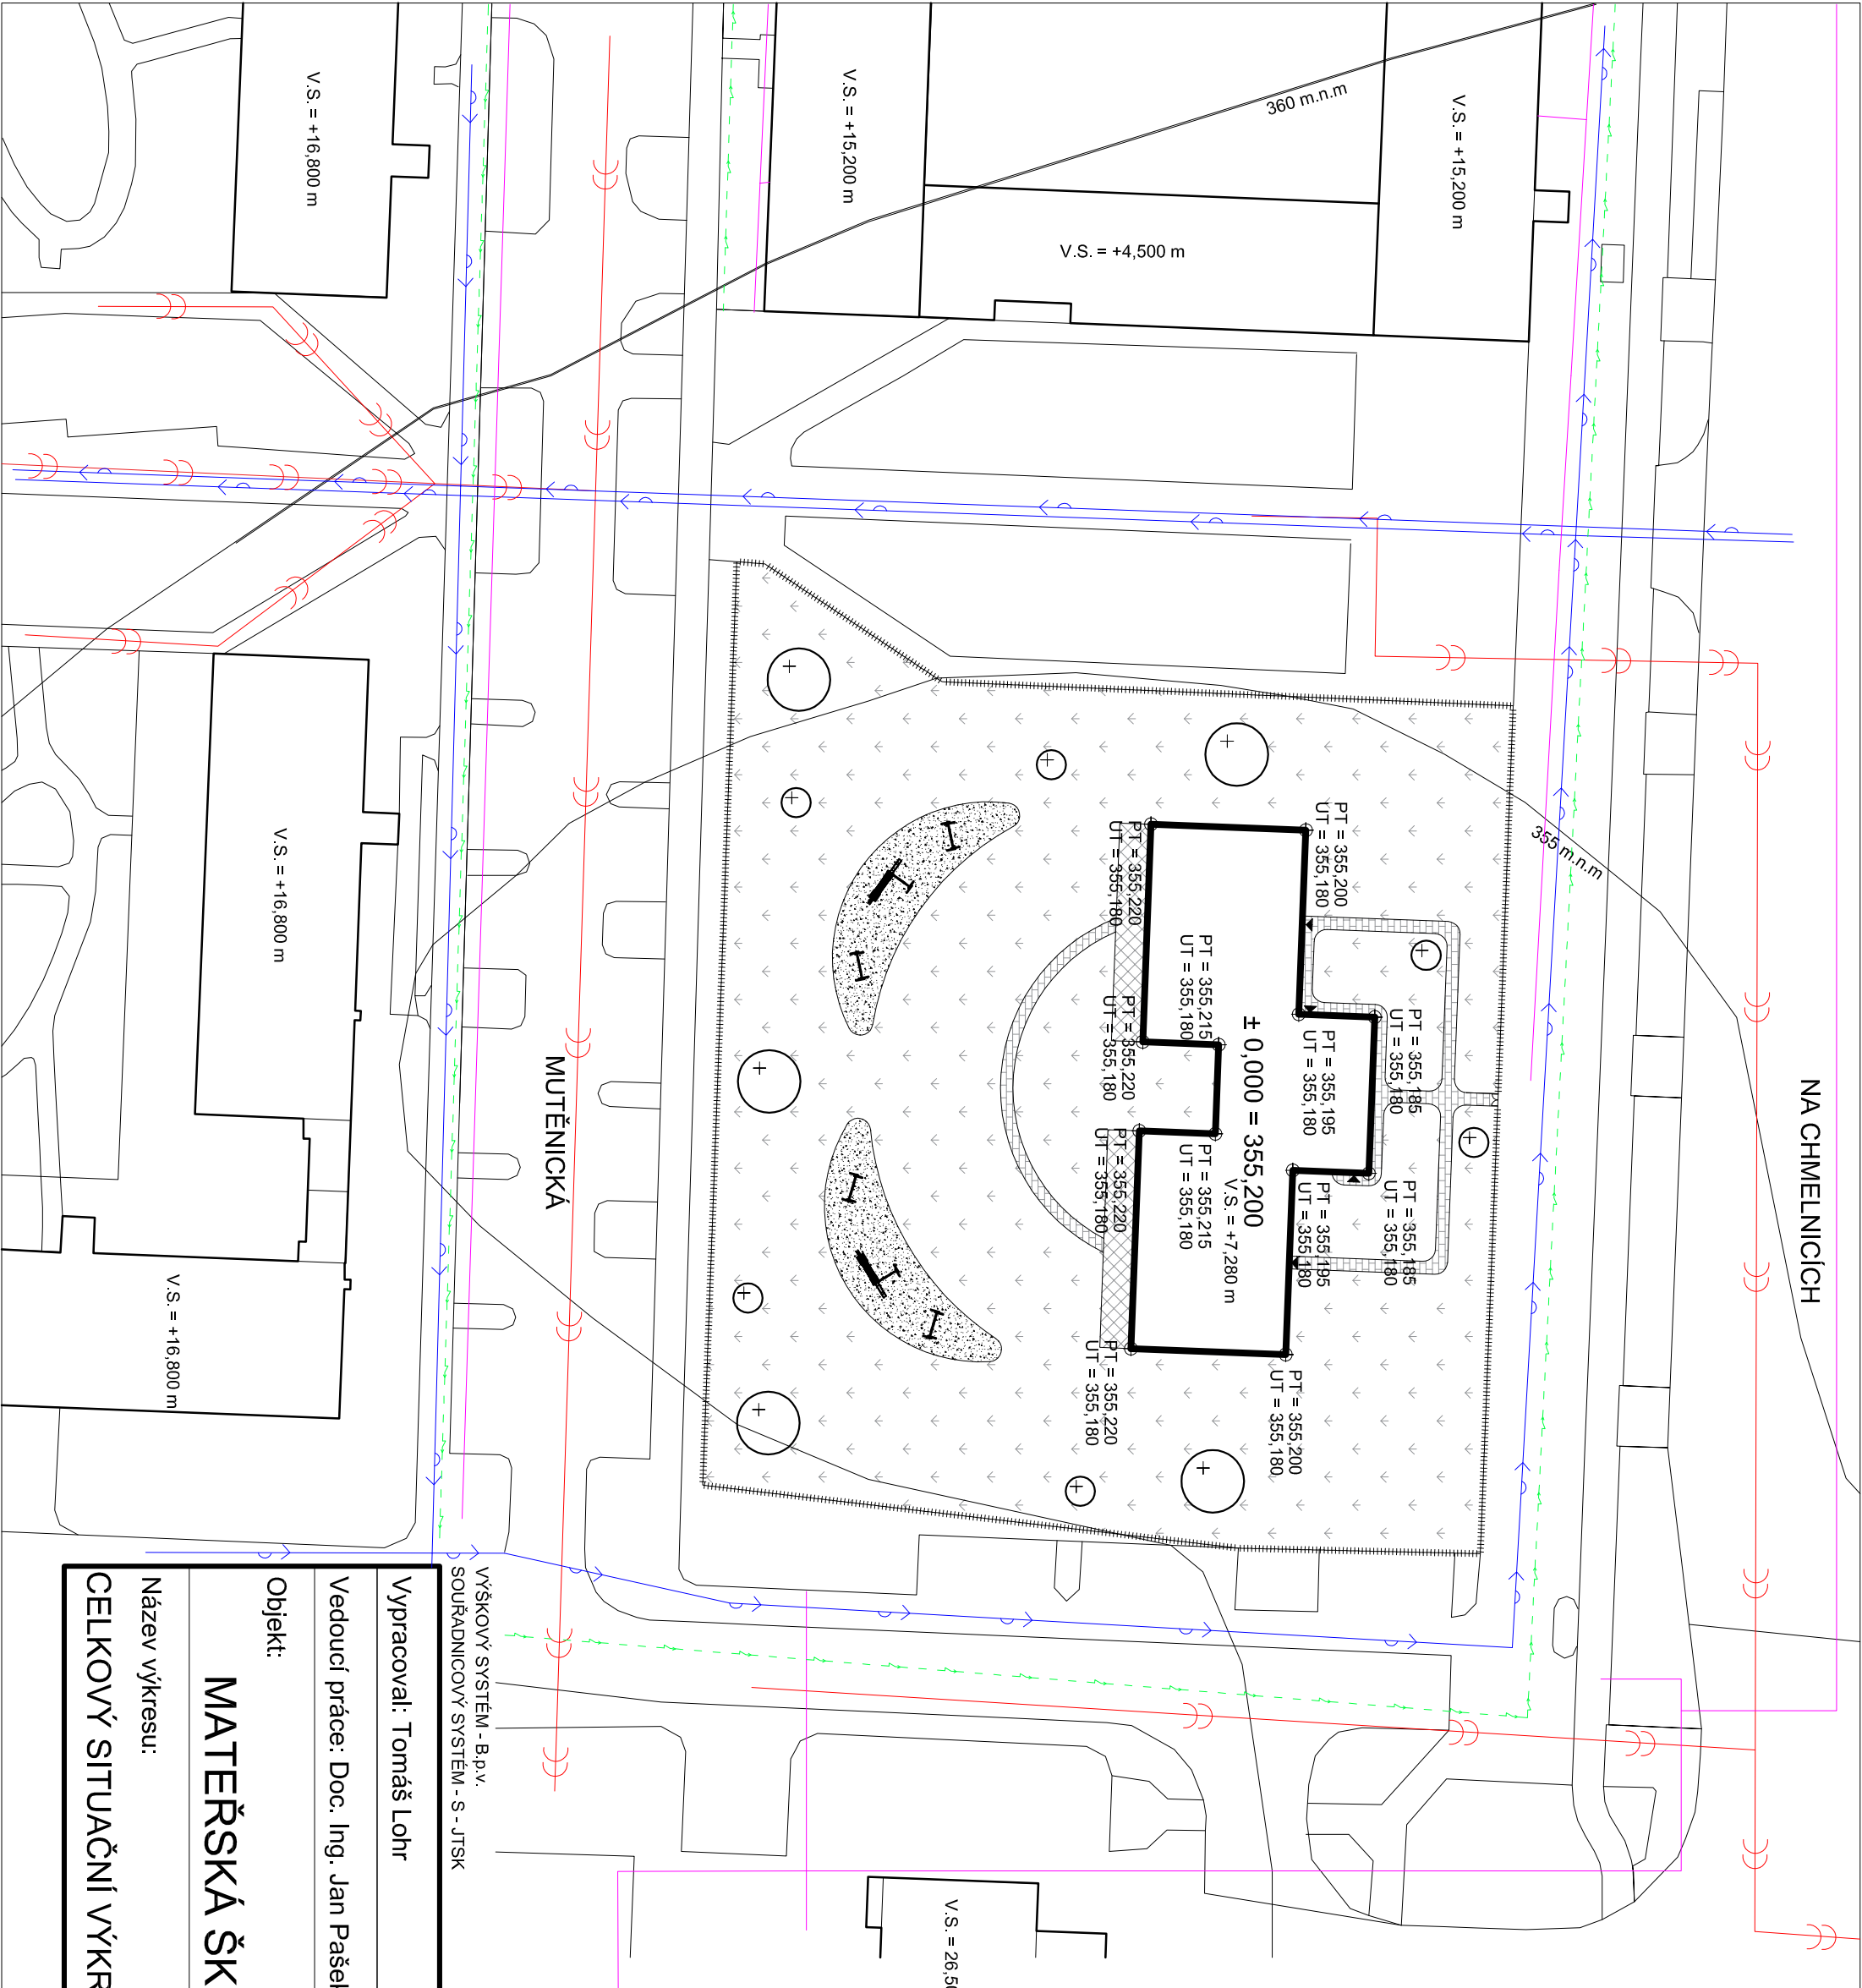 V.S. = +16,800 m
V.S. = +15,200 m
360 m.n.m
V.S. = +15,200 m
V.S. = +4,500 m
355 m.n.m
PT = 355,200
UT = 355,180
PT = 355,220
UT = 355,180
PT = 355,215
UT = 355,180
PT = 355,220
UT = 355,180
± 0,000 = 355,200
PT = 355,195
UT = 355,180
PT = 355,185
UT = 355,180
PT = 355,220
UT = 355,180
PT = 355,215
UT = 355,180
V.S. = +7,280 m
PT = 355,195
UT = 355,180
PT = 355,185
UT = 355,180
PT = 355,220
UT = 355,180
PT = 355,200
UT = 355,180
NA CHMELNICÍCH
MUTĚNICKÁ
V.S. = +16,800 m
V.S. = +16,800 m
VÝŠKOVÝ SYSTÉM - B.p.v.
SOUŘADNICOVÝ SYSTÉM - S - JTSK
Vypracoval: Tomáš Lohr
Vedoucí práce: Doc. Ing. Jan Pašek
Objekt:
MATEŘSKÁ ŠK
Název výkresu:
CELKOVÝ SITUAČNÍ VÝKR
V.S. = 26,50